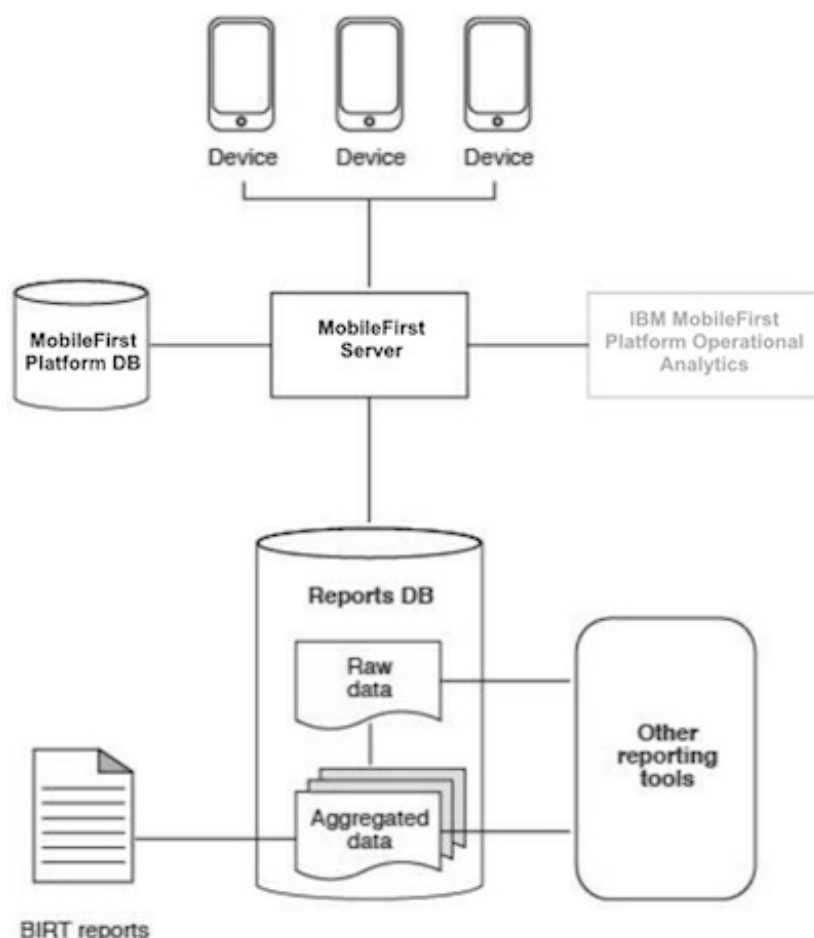 Device
Device
Device
MobileFirst
Platform DB
MobileFirst
Server
IBM MobileFirst
Platform Operational
Analytics
Reports DB
Raw
data
Aggregated
data
Other
reporting
tools
BIRT reports